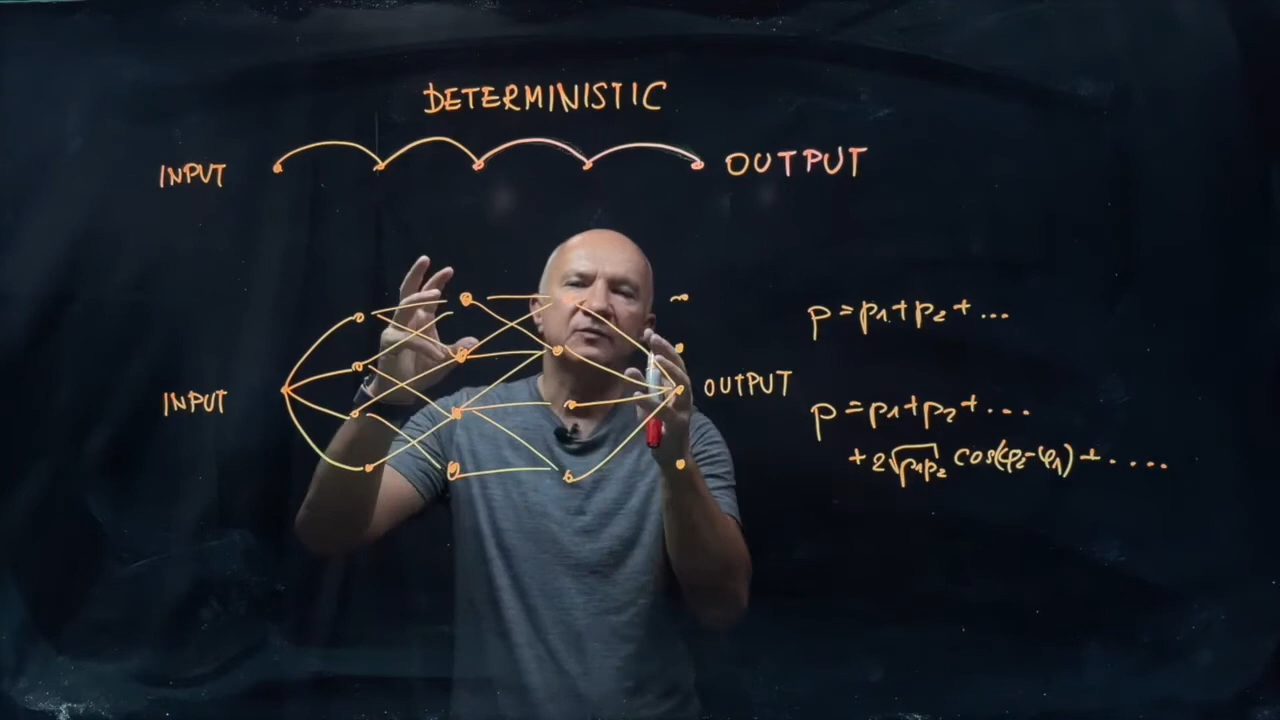 DETERMINISTIC
INPUT OUTPUT
INPUT OUTPUT
p = p1 + p2 + ...
p = p1 + p2 + ...
+ 2√p1p2 cos(φ2-φ1) + .....